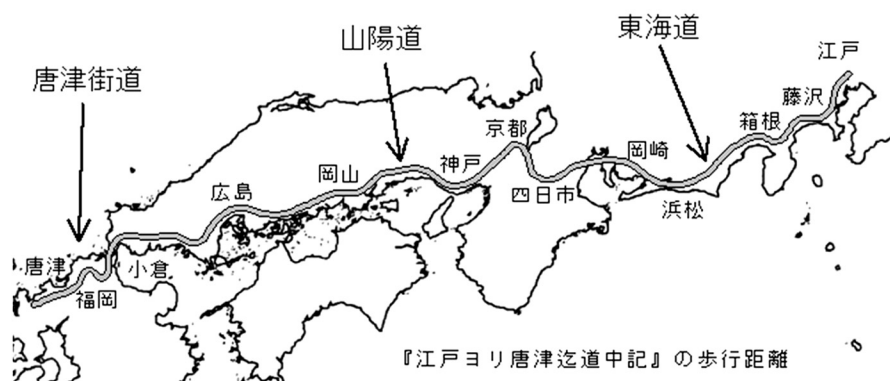 唐津街道
山陽道
東海道
江戸
藤沢
箱根
岡崎
浜松
四日市
京都
神戸
岡山
広島
小倉
福岡
唐津
『江戸ヨリ唐津迄道中記』の歩行距離